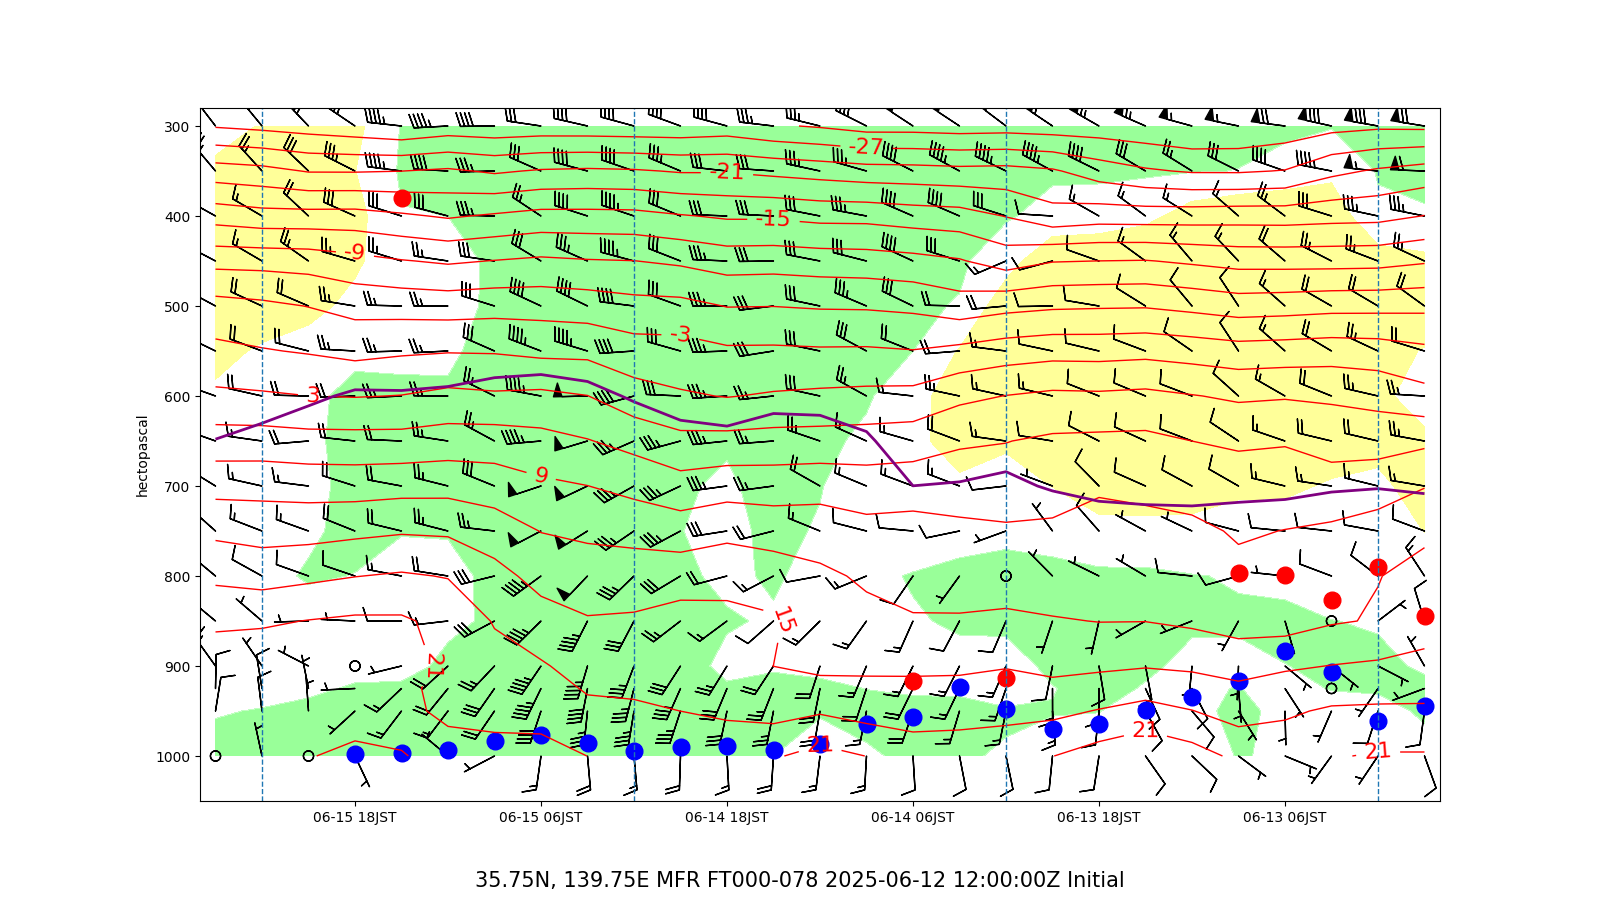 hectopascal
300
400
500
600
700
800
900
1000
-27
-21
-15
-9
-3
3
9
15
21
21
21
21
06-15 18JST
06-15 06JST
06-14 18JST
06-14 06JST
06-13 18JST
06-13 06JST
35.75N, 139.75E MFR FT000-078 2025-06-12 12:00:00Z Initial